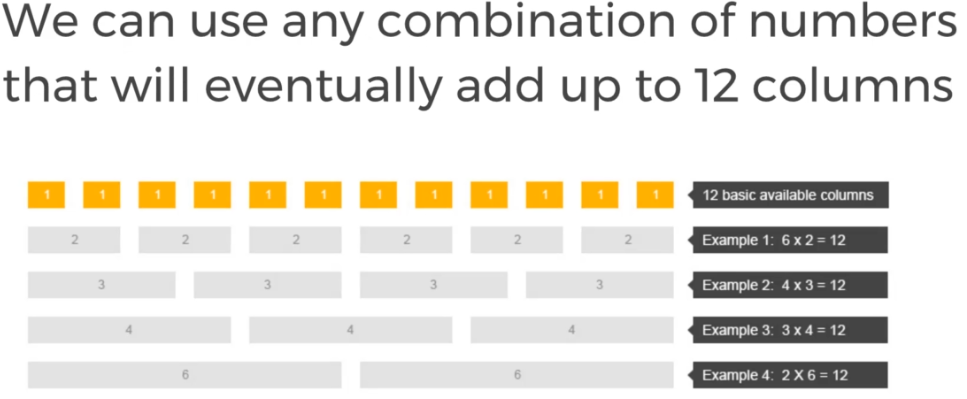 We can use any combination of numbers
that will eventually add up to 12 columns
1 1 1 1 1 1 1 1 1 1 1 1 12 basic available columns
2 2 2 2 2 2 Example 1: 6 x 2 = 12
3 3 3 3 Example 2: 4 x 3 = 12
4 4 4 Example 3: 3 x 4 = 12
6 6 Example 4: 2 X 6 = 12